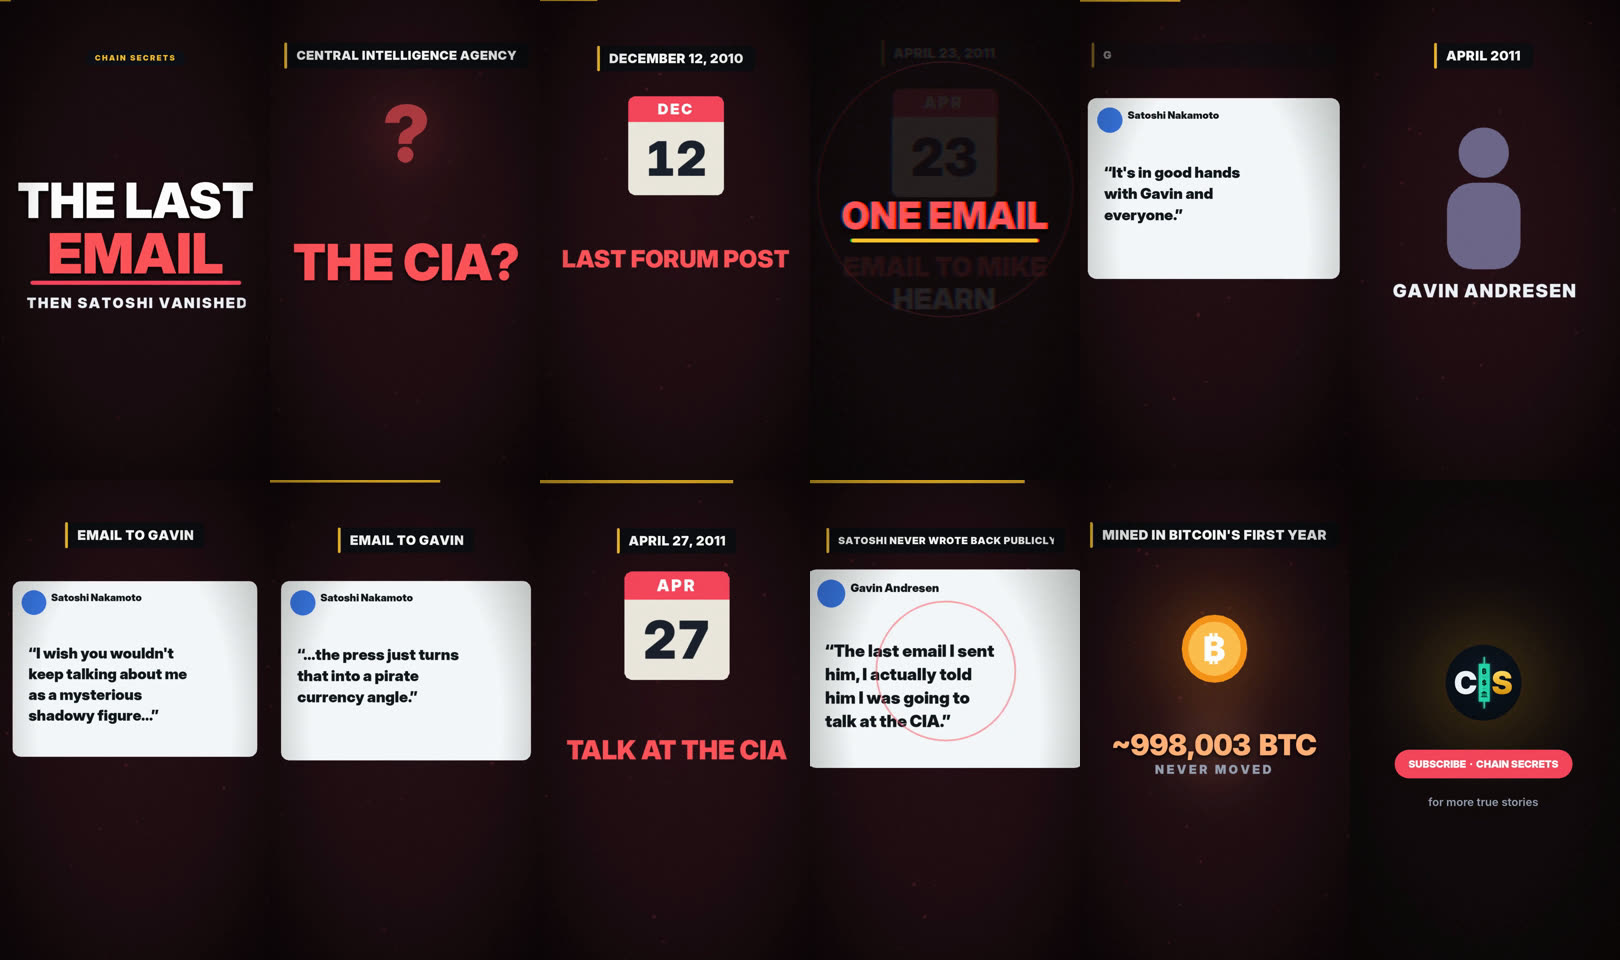 CHAIN SECRETS
THE LAST
EMAIL
THEN SATOSHI VANISHED
CENTRAL INTELLIGENCE AGENCY
?
THE CIA?
DECEMBER 12, 2010
DEC
12
LAST FORUM POST
APRIL 23, 2011
APR
23
ONE EMAIL
EMAIL TO MIKE
HEARN
G
Satoshi Nakamoto
“It's in good hands
with Gavin and
everyone.”
APRIL 2011
GAVIN ANDRESEN
EMAIL TO GAVIN
Satoshi Nakamoto
“I wish you wouldn't
keep talking about me
as a mysterious
shadowy figure...”
EMAIL TO GAVIN
Satoshi Nakamoto
“...the press just turns
that into a pirate
currency angle.”
APRIL 27, 2011
APR
27
TALK AT THE CIA
SATOSHI NEVER WROTE BACK PUBLICLY
Gavin Andresen
“The last email I sent
him, I actually told
him I was going to
talk at the CIA.”
MINED IN BITCOIN'S FIRST YEAR
₿
~998,003 BTC
NEVER MOVED
CS
SUBSCRIBE · CHAIN SECRETS
for more true stories